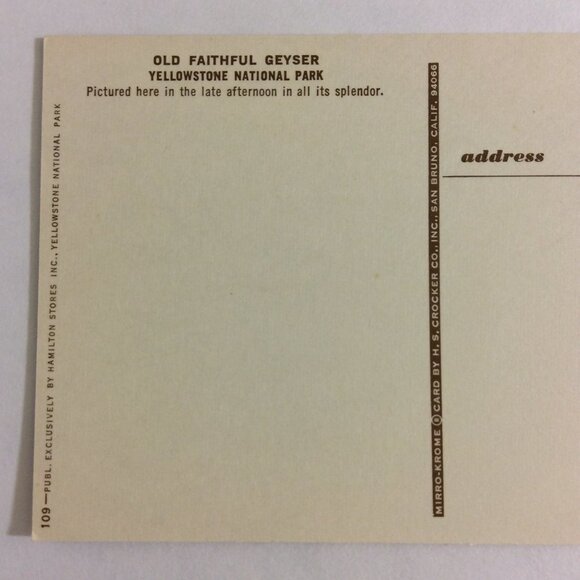 OLD FAITHFUL GEYSER
YELLOWSTONE NATIONAL PARK
Pictured here in the late afternoon in all its splendor.
109—PUBL. EXCLUSIVELY BY HAMILTON STORES INC., YELLOWSTONE NATIONAL PARK
MIRRO-KROME ® CARD BY H. S. CROCKER CO., INC., SAN BRUNO, CALIF. 94066
address